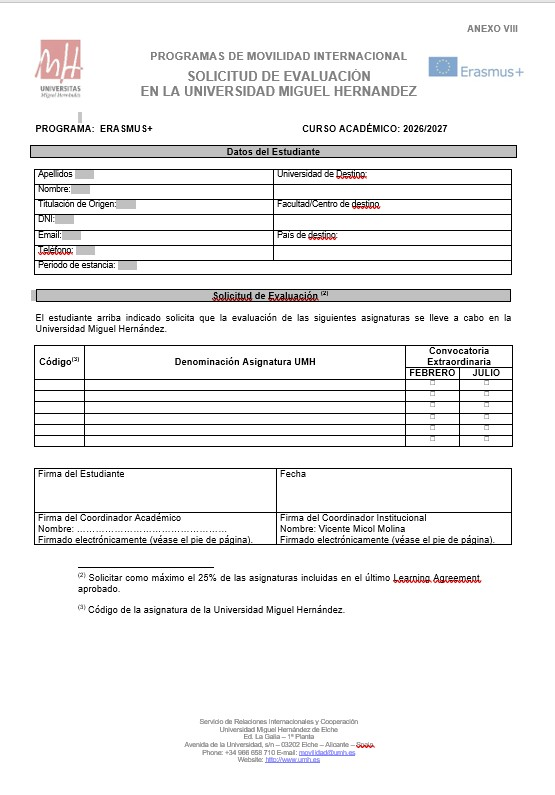 ANEXO VIII
PROGRAMAS DE MOVILIDAD INTERNACIONAL
SOLICITUD DE EVALUACIÓN
EN LA UNIVERSIDAD MIGUEL HERNANDEZ
UNIVERSITAS
Miguel Hernández
Erasmus+
PROGRAMA: ERASMUS+ CURSO ACADÉMICO: 2026/2027
Datos del Estudiante
Apellidos Universidad de Destino:
Nombre:
Titulación de Origen: Facultad/Centro de destino
DNI:
Email: País de destino:
Teléfono:
Periodo de estancia:
Solicitud de Evaluación (2)
El estudiante arriba indicado solicita que la evaluación de las siguientes asignaturas se lleve a cabo en la
Universidad Miguel Hernández.
Código(3) Denominación Asignatura UMH Convocatoria
Extraordinaria
FEBRERO JULIO
Firma del Estudiante Fecha
Firma del Coordinador Académico Firma del Coordinador Institucional
Nombre: ………………………………………… Nombre: Vicente Micol Molina
Firmado electrónicamente (véase el pie de página). Firmado electrónicamente (véase el pie de página).
(2) Solicitar como máximo el 25% de las asignaturas incluidas en el último Learning Agreement
aprobado.
(3) Código de la asignatura de la Universidad Miguel Hernández.
Servicio de Relaciones Internacionales y Cooperación
Universidad Miguel Hernández de Elche
Ed. La Galia – 1ª Planta
Avenida de la Universidad, s/n – 03202 Elche – Alicante – Spain
Phone: +34 966 658 710 E-mail: movilidad@umh.es
Website: http://www.umh.es